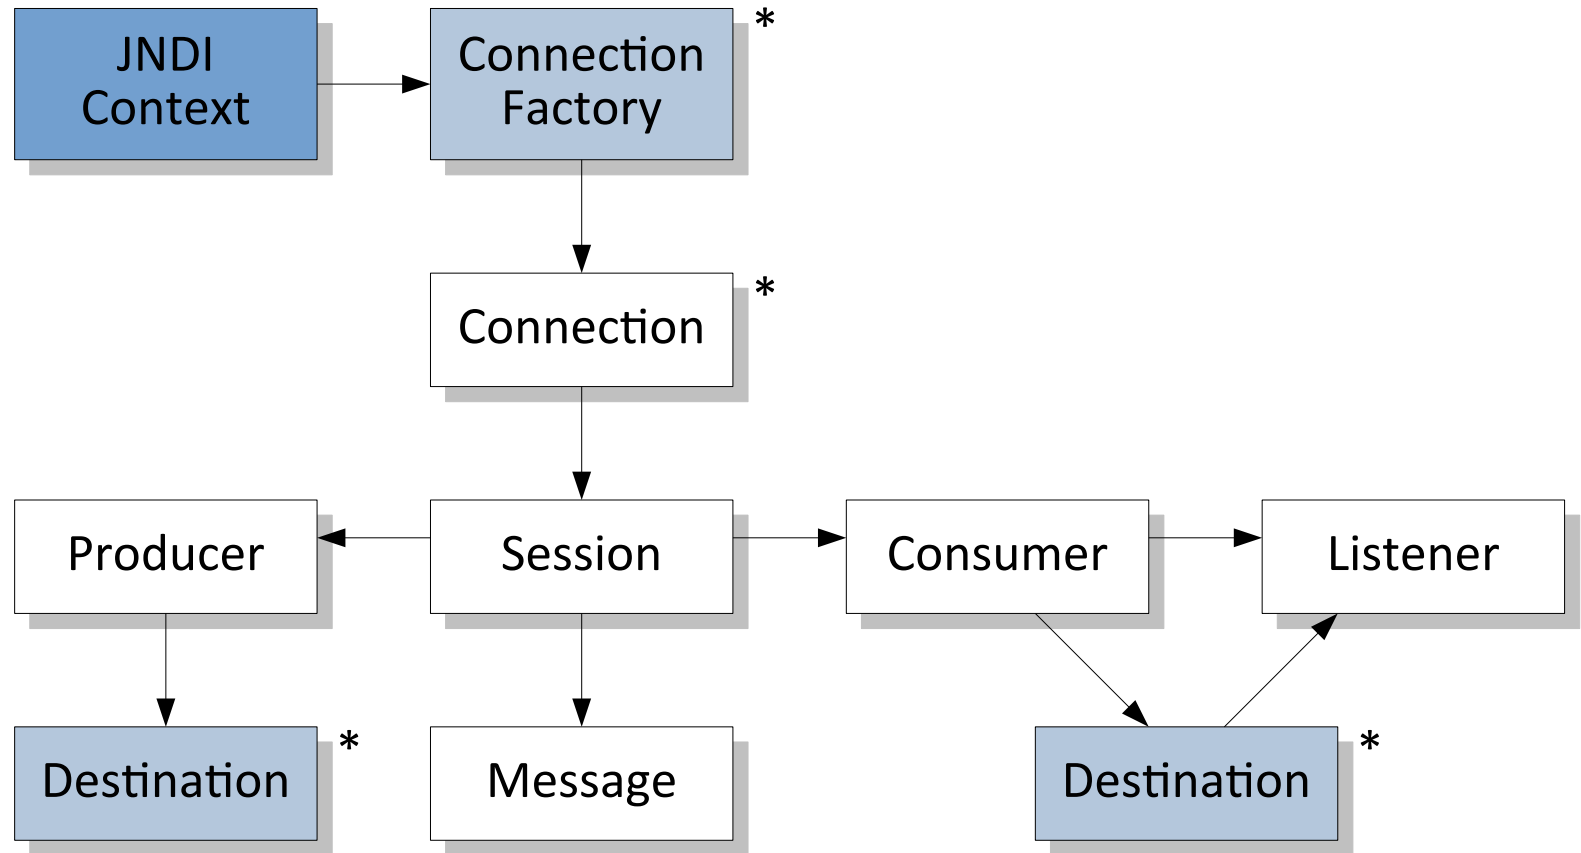 JNDI
Context
Connection
Factory
*
Connection
*
Producer
Session
Consumer
Listener
Destination
*
Message
Destination
*